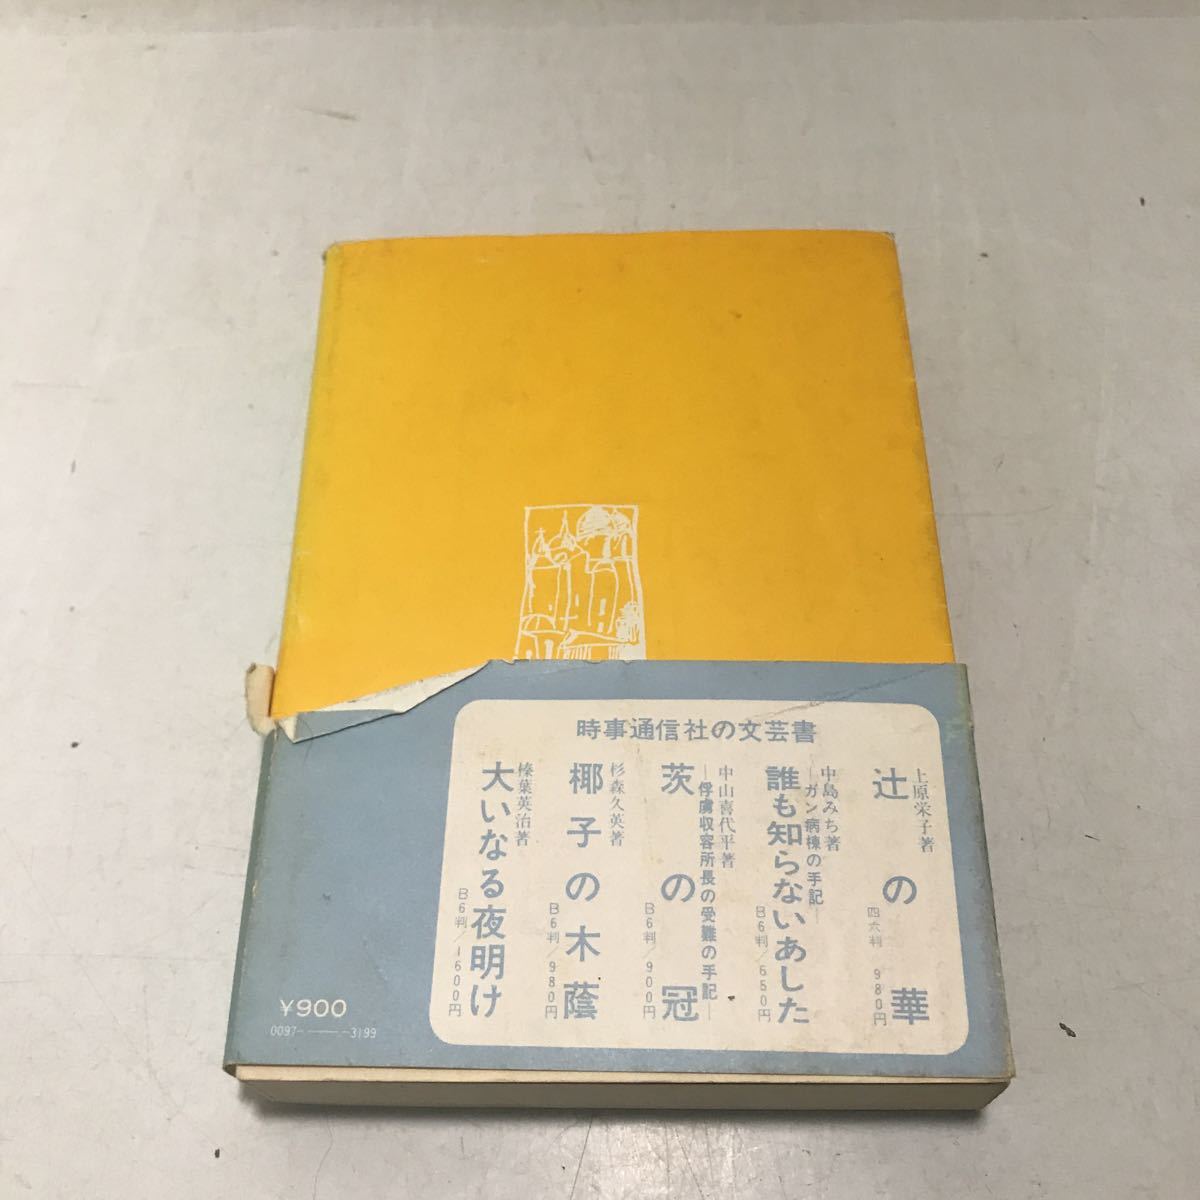 時事通信社の文芸書
上原栄子著
辻の華
四六判 980円
中島みち著
―ガン病棟の手記―
誰も知らないあした
B6判/650円
中山喜代平著
―俘虜収容所長の受難の手記―
茨の冠
B6判/900円
杉森久英著
椰子の木蔭
B6判/980円
榛葉英治著
大いなる夜明け
B6判/1600円
¥900
0097-―――-3199